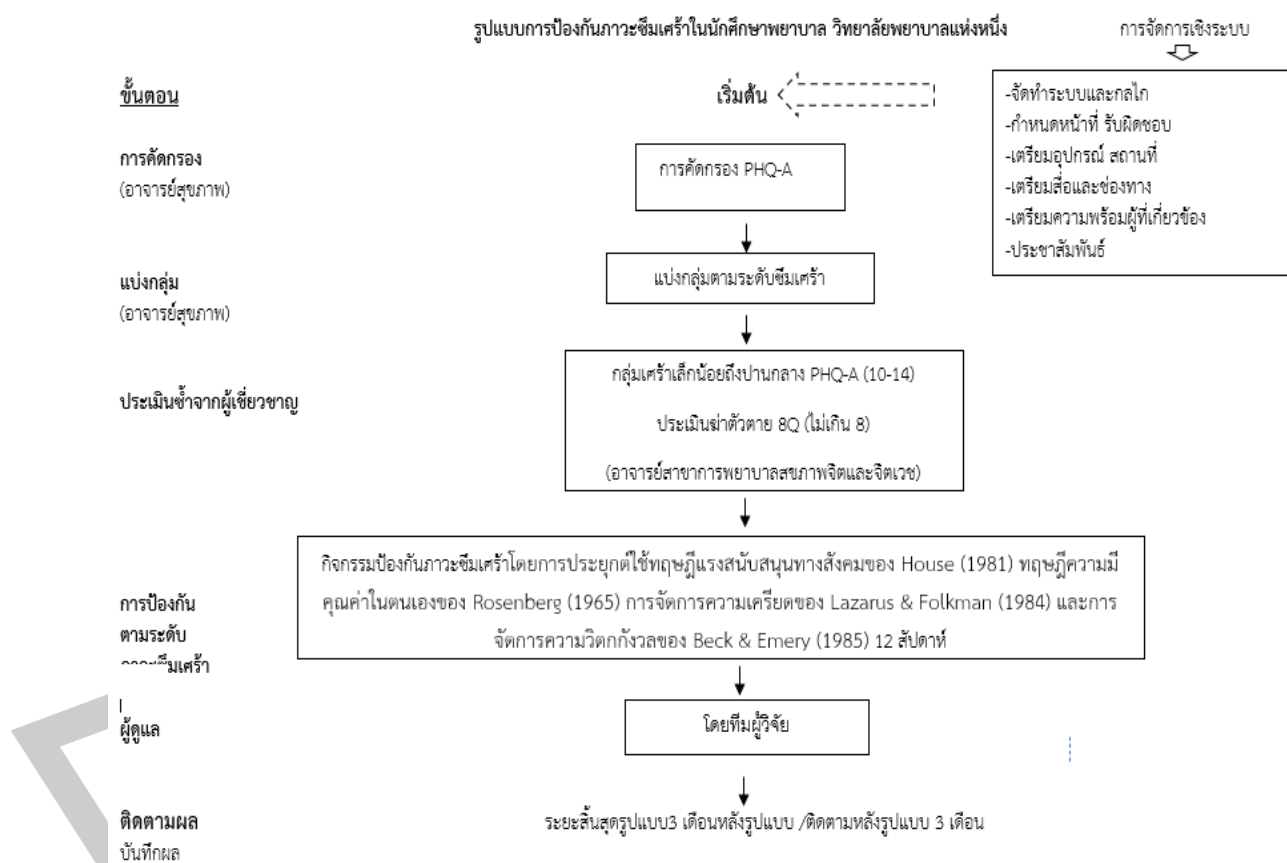 รูปแบบการป้องกันภาวะซึมเศร้าในนักศึกษาพยาบาล วิทยาลัยพยาบาลแห่งหนึ่ง
การจัดการเชิงระบบ
ขั้นตอน
เริ่มต้น
-จัดทำระบบและกลไก
-กำหนดหน้าที่ รับผิดชอบ
-เตรียมอุปกรณ์ สถานที่
-เตรียมสื่อและช่องทาง
-เตรียมความพร้อมผู้ที่เกี่ยวข้อง
-ประชาสัมพันธ์
การคัดกรอง
(อาจารย์สุขภาพ)
การคัดกรอง PHQ-A
แบ่งกลุ่ม
(อาจารย์สุขภาพ)
แบ่งกลุ่มตามระดับซึมเศร้า
ประเมินซ้ำจากผู้เชี่ยวชาญ
กลุ่มเศร้าเล็กน้อยถึงปานกลาง PHQ-A (10-14)
ประเมินฆ่าตัวตาย 8Q (ไม่เกิน 8)
(อาจารย์สาขาการพยาบาลสุขภาพจิตและจิตเวช)
การป้องกัน
ตามระดับ
ซึมเศร้า
กิจกรรมป้องกันภาวะซึมเศร้าโดยการประยุกต์ใช้ทฤษฎีแรงสนับสนุนทางสังคมของ House (1981) ทฤษฎีความมี
คุณค่าในตนเองของ Rosenberg (1965) การจัดการความเครียดของ Lazarus & Folkman (1984) และการ
จัดการความวิตกกังวลของ Beck & Emery (1985) 12 สัปดาห์
ผู้ดูแล
โดยทีมผู้วิจัย
ติดตามผล
บันทึกผล
ระยะสิ้นสุดรูปแบบ3 เดือนหลังรูปแบบ /ติดตามหลังรูปแบบ 3 เดือน